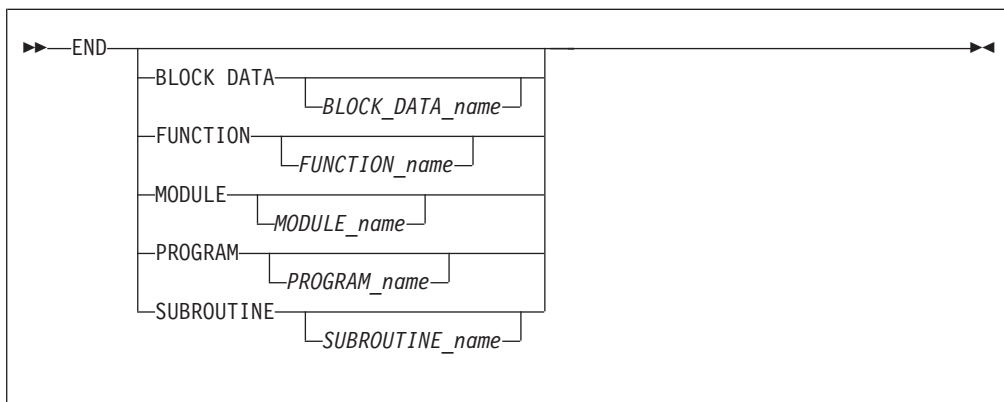 END
BLOCK DATA
BLOCK_DATA_name
FUNCTION
FUNCTION_name
MODULE
MODULE_name
PROGRAM
PROGRAM_name
SUBROUTINE
SUBROUTINE_name